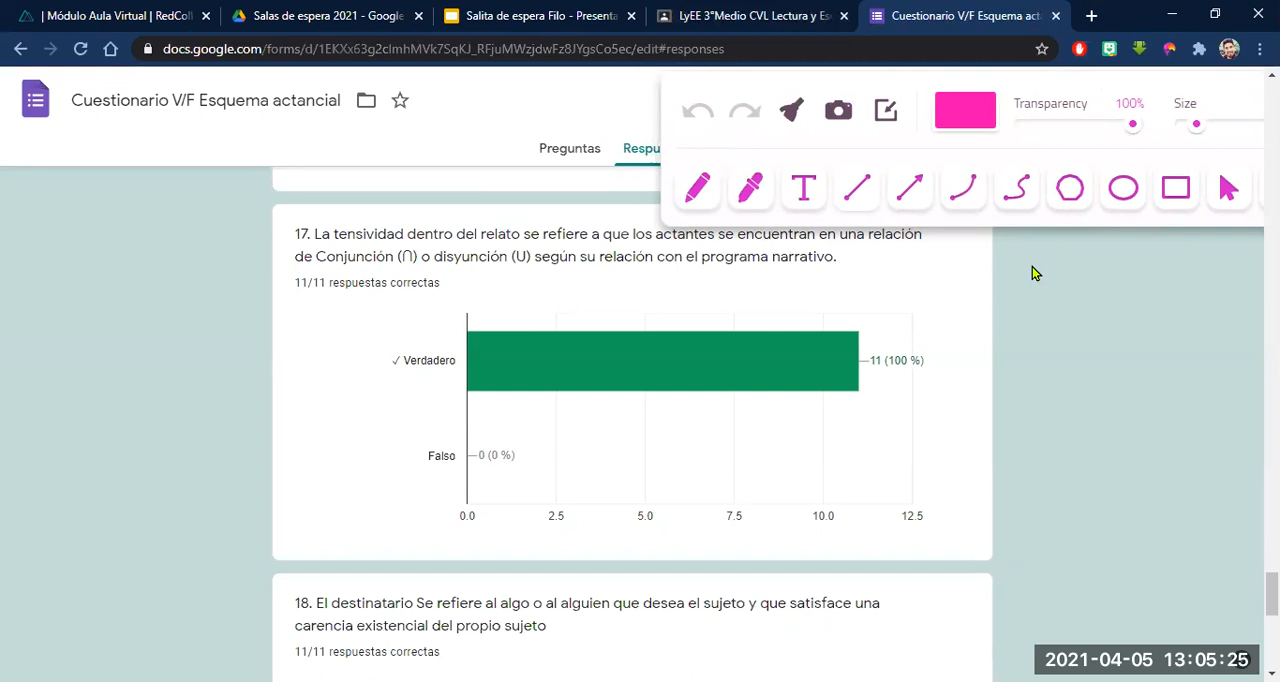 | Módulo Aula Virtual | RedColl
Salas de espera 2021 - Google
Salita de espera Filo - Presenta
LyEE 3°Medio CVL Lectura y Es
Cuestionario V/F Esquema acta
docs.google.com/forms/d/1EKXx63g2clmhMVk7SqKJ_RFjuMWzjdwFz8JYgsCo5ec/edit#responses
Cuestionario V/F Esquema actancial
Transparency 100% Size
Preguntas Respu
T
17. La tensividad dentro del relato se refiere a que los actantes se encuentran en una relación
de Conjunción (∩) o disyunción (U) según su relación con el programa narrativo.
11/11 respuestas correctas
✓ Verdadero 11 (100 %)
Falso 0 (0 %)
0.0 2.5 5.0 7.5 10.0 12.5
18. El destinatario Se refiere al algo o al alguien que desea el sujeto y que satisface una
carencia existencial del propio sujeto
11/11 respuestas correctas
2021-04-05 13:05:25